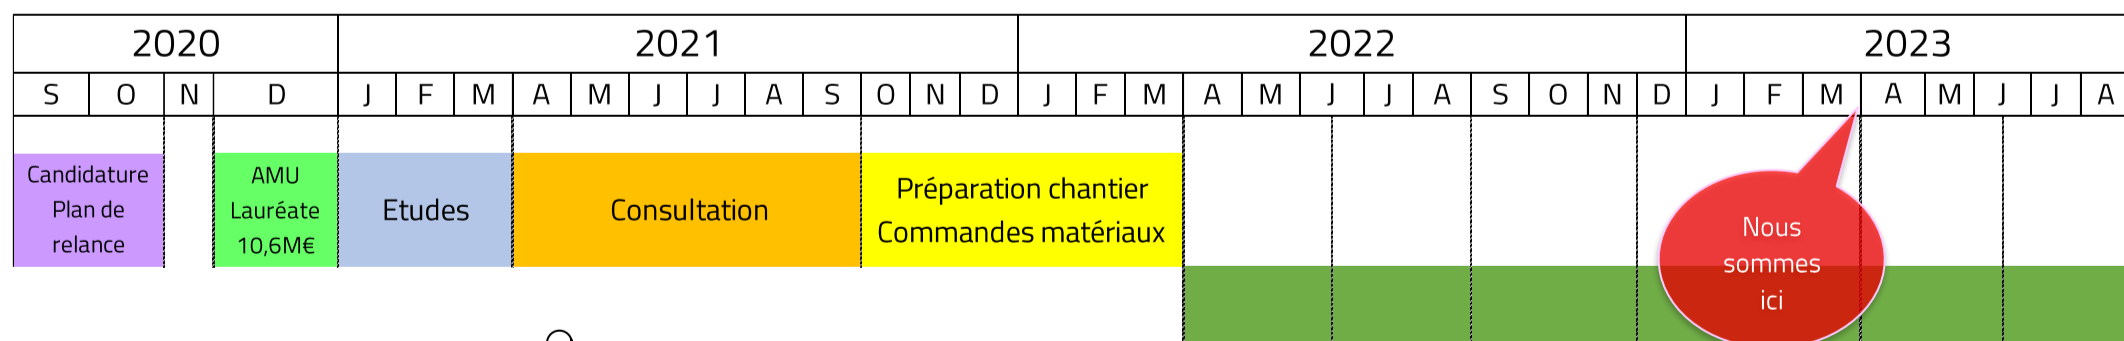 2020 2021 2022 2023
S O N D J F M A M J J A S O N D J F M A M J J A S O N D J F M A M J J A
Candidature
Plan de
relance
AMU
Lauréate
10,6M€
Etudes
Consultation
Préparation chantier
Commandes matériaux
Nous
sommes
ici